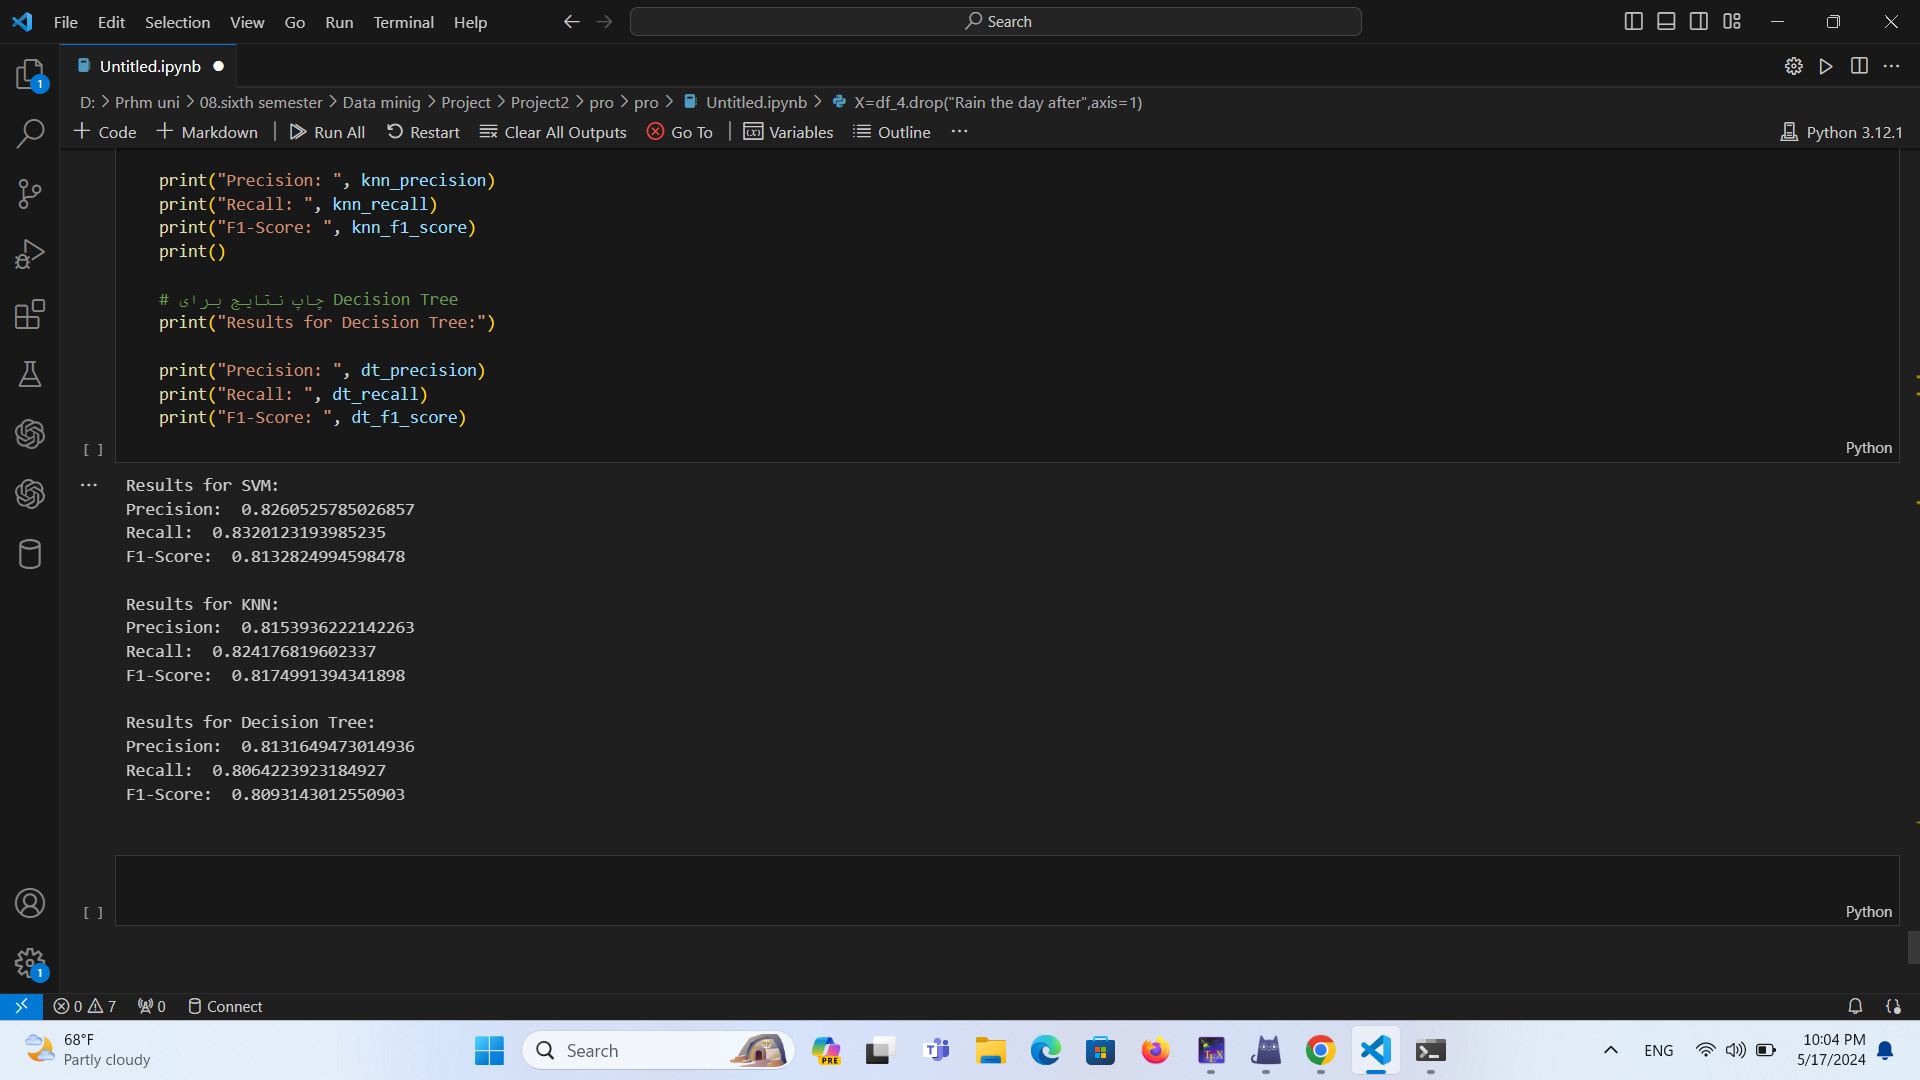 File Edit Selection View Go Run Terminal Help
Search
1
Untitled.ipynb
D: > Prhm uni > 08.sixth semester > Data minig > Project > Project2 > pro > pro > Untitled.ipynb > X=df_4.drop("Rain the day after",axis=1)
+ Code + Markdown | Run All Restart Clear All Outputs Go To | Variables Outline ...
Python 3.12.1
print("Precision: ", knn_precision)
print("Recall: ", knn_recall)
print("F1-Score: ", knn_f1_score)
print()
# چاپ نتایج برای Decision Tree
print("Results for Decision Tree:")
print("Precision: ", dt_precision)
print("Recall: ", dt_recall)
print("F1-Score: ", dt_f1_score)
[ ]
Python
...
Results for SVM:
Precision:  0.8260525785026857
Recall:  0.8320123193985235
F1-Score:  0.8132824994598478
Results for KNN:
Precision:  0.8153936222142263
Recall:  0.824176819602337
F1-Score:  0.8174991394341898
Results for Decision Tree:
Precision:  0.8131649473014936
Recall:  0.8064223923184927
F1-Score:  0.8093143012550903
[ ]
Python
1
0 7 0 Connect
68°F
Partly cloudy
Search
PRE
TEX
ENG
10:04 PM
5/17/2024